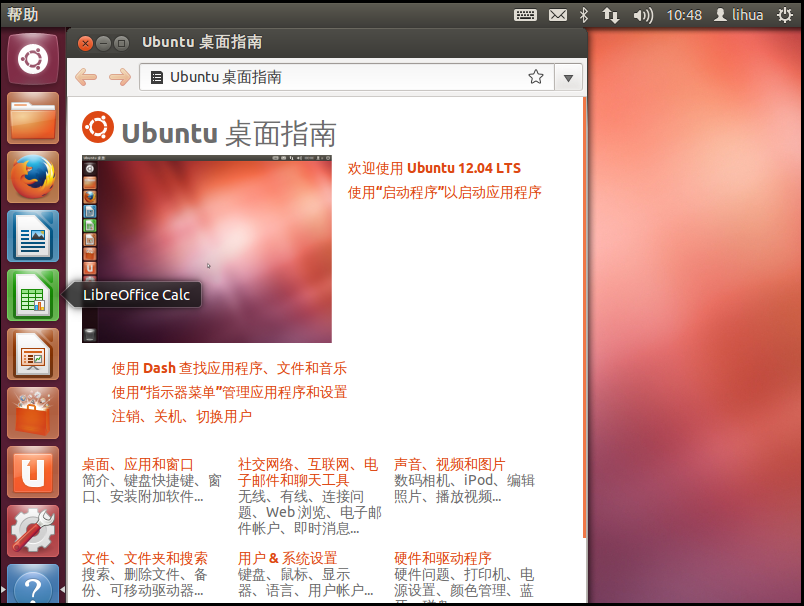 帮助
10:48
lihua
Ubuntu 桌面指南
Ubuntu 桌面指南
Ubuntu 桌面指南
欢迎使用 Ubuntu 12.04 LTS
使用“启动程序”以启动应用程序
LibreOffice Calc
使用 Dash 查找应用程序、文件和音乐
使用“指示器菜单”管理应用程序和设置
注销、关机、切换用户
桌面、应用和窗口
简介、键盘快捷键、窗
口、安装附加软件...
社交网络、互联网、电
子邮件和聊天工具
无线、有线、连接问
题、Web 浏览、电子邮
件帐户、即时消息...
声音、视频和图片
数码相机、iPod、编辑
照片、播放视频...
文件、文件夹和搜索
搜索、删除文件、备
份、可移动驱动器...
用户 & 系统设置
键盘、鼠标、显示
器、语言、用户帐户...
硬件和驱动程序
硬件问题、打印机、电
源设置、颜色管理、蓝